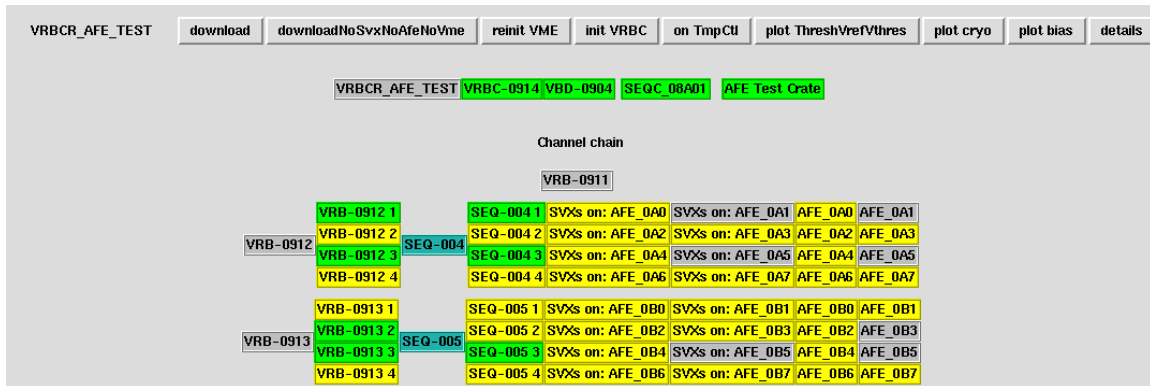 VRBCR_AFE_TEST download downloadNoSvxNoAfeNoVme reinit VME init VRBC on TmpCtl plot ThreshVrefVthres plot cryo plot bias details
VRBCR_AFE_TEST VRBC-0914 VBD-0904 SEQC_08A01 AFE Test Crate
Channel chain
VRB-0911
VRB-0912 1 SEQ-004 1 SVXs on: AFE_0A0 SVXs on: AFE_0A1 AFE_0A0 AFE_0A1
VRB-0912 2 SEQ-004 2 SVXs on: AFE_0A2 SVXs on: AFE_0A3 AFE_0A2 AFE_0A3
VRB-0912 SEQ-004
VRB-0912 3 SEQ-004 3 SVXs on: AFE_0A4 SVXs on: AFE_0A5 AFE_0A4 AFE_0A5
VRB-0912 4 SEQ-004 4 SVXs on: AFE_0A6 SVXs on: AFE_0A7 AFE_0A6 AFE_0A7
VRB-0913 1 SEQ-005 1 SVXs on: AFE_0B0 SVXs on: AFE_0B1 AFE_0B0 AFE_0B1
VRB-0913 2 SEQ-005 2 SVXs on: AFE_0B2 SVXs on: AFE_0B3 AFE_0B2 AFE_0B3
VRB-0913 SEQ-005
VRB-0913 3 SEQ-005 3 SVXs on: AFE_0B4 SVXs on: AFE_0B5 AFE_0B4 AFE_0B5
VRB-0913 4 SEQ-005 4 SVXs on: AFE_0B6 SVXs on: AFE_0B7 AFE_0B6 AFE_0B7